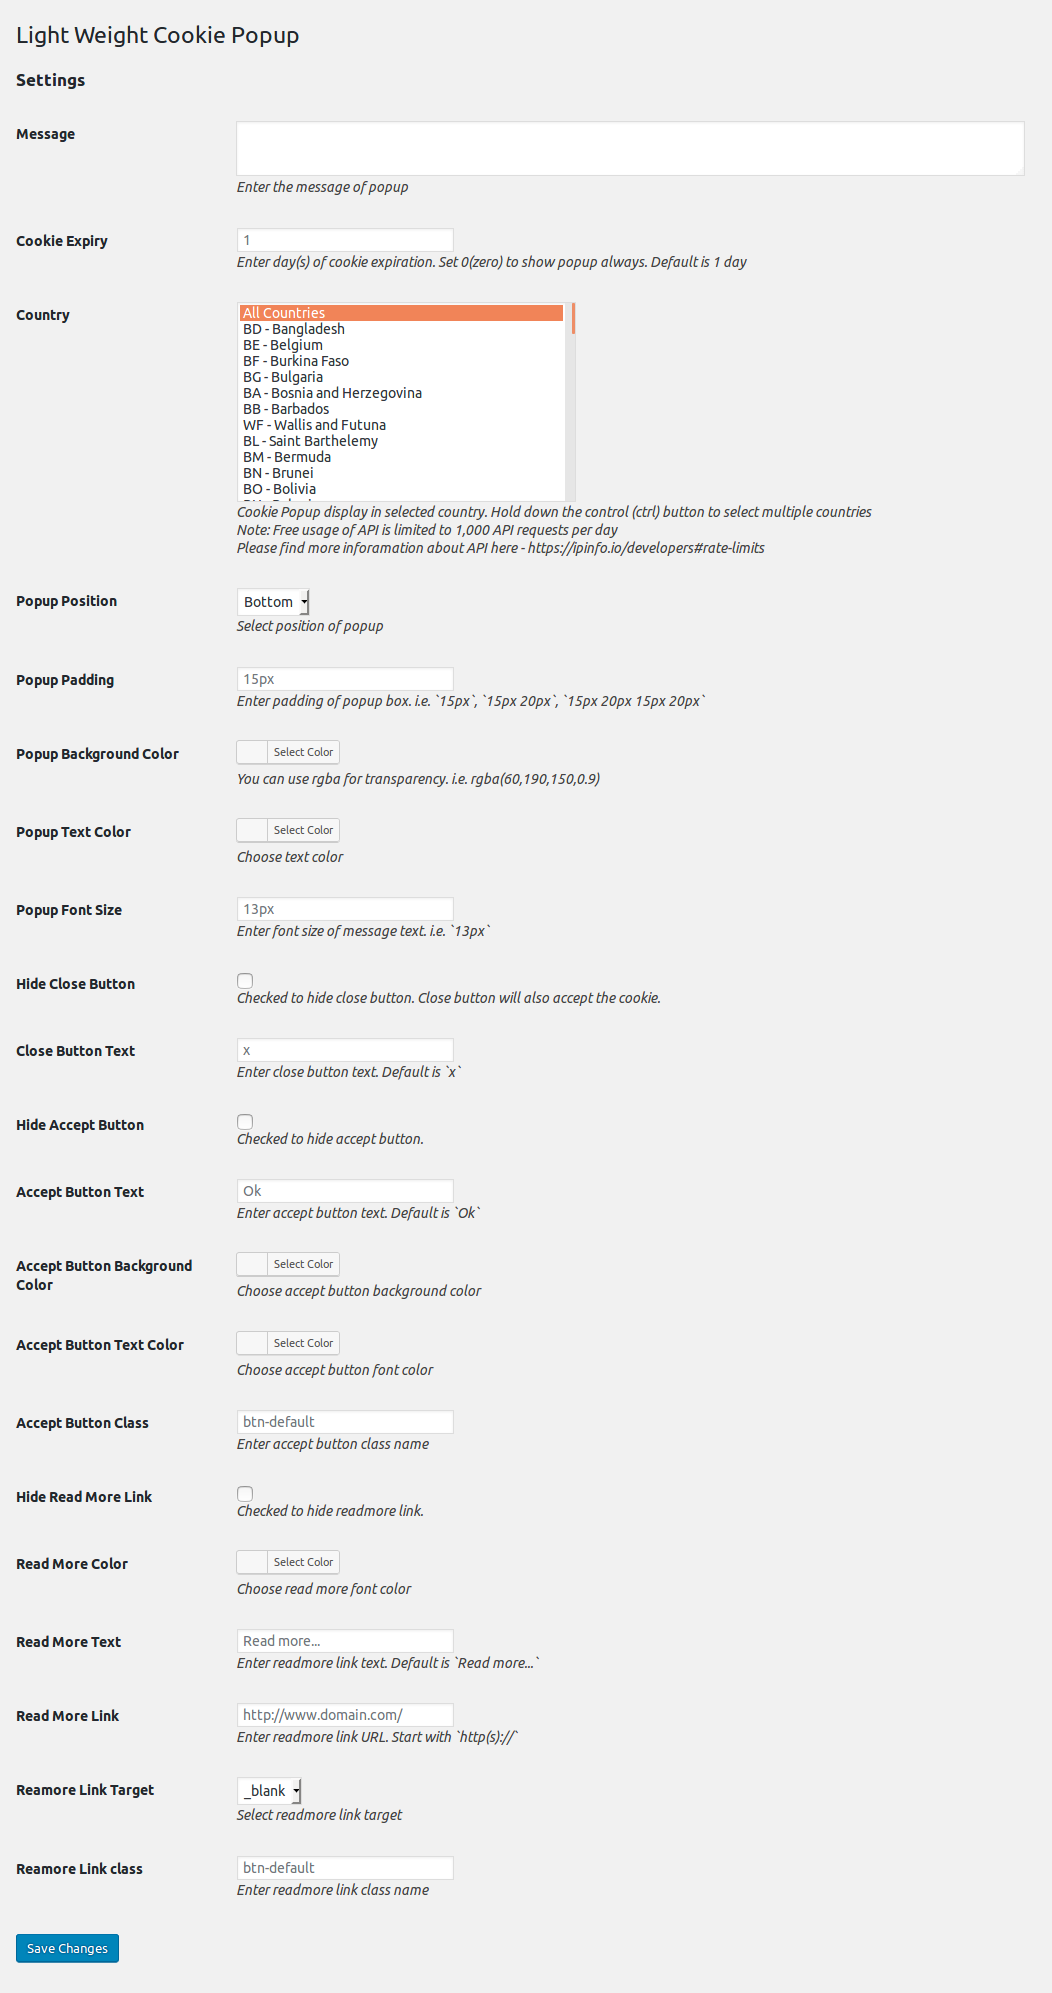 Light Weight Cookie Popup
Settings
Message
Enter the message of popup
Cookie Expiry
1
Enter day(s) of cookie expiration. Set 0(zero) to show popup always. Default is 1 day
Country
All Countries
BD - Bangladesh
BE - Belgium
BF - Burkina Faso
BG - Bulgaria
BA - Bosnia and Herzegovina
BB - Barbados
WF - Wallis and Futuna
BL - Saint Barthelemy
BM - Bermuda
BN - Brunei
BO - Bolivia
Cookie Popup display in selected country. Hold down the control (ctrl) button to select multiple countries
Note: Free usage of API is limited to 1,000 API requests per day
Please find more inforamation about API here - https://ipinfo.io/developers#rate-limits
Popup Position
Bottom
Select position of popup
Popup Padding
15px
Enter padding of popup box. i.e. `15px`, `15px 20px`, `15px 20px 15px 20px`
Popup Background Color
Select Color
You can use rgba for transparency. i.e. rgba(60,190,150,0.9)
Popup Text Color
Select Color
Choose text color
Popup Font Size
13px
Enter font size of message text. i.e. `13px`
Hide Close Button
Checked to hide close button. Close button will also accept the cookie.
Close Button Text
x
Enter close button text. Default is `x`
Hide Accept Button
Checked to hide accept button.
Accept Button Text
Ok
Enter accept button text. Default is `Ok`
Accept Button Background
Color
Select Color
Choose accept button background color
Accept Button Text Color
Select Color
Choose accept button font color
Accept Button Class
btn-default
Enter accept button class name
Hide Read More Link
Checked to hide readmore link.
Read More Color
Select Color
Choose read more font color
Read More Text
Read more...
Enter readmore link text. Default is `Read more...`
Read More Link
http://www.domain.com/
Enter readmore link URL. Start with `http(s)://`
Reamore Link Target
_blank
Select readmore link target
Reamore Link class
btn-default
Enter readmore link class name
Save Changes